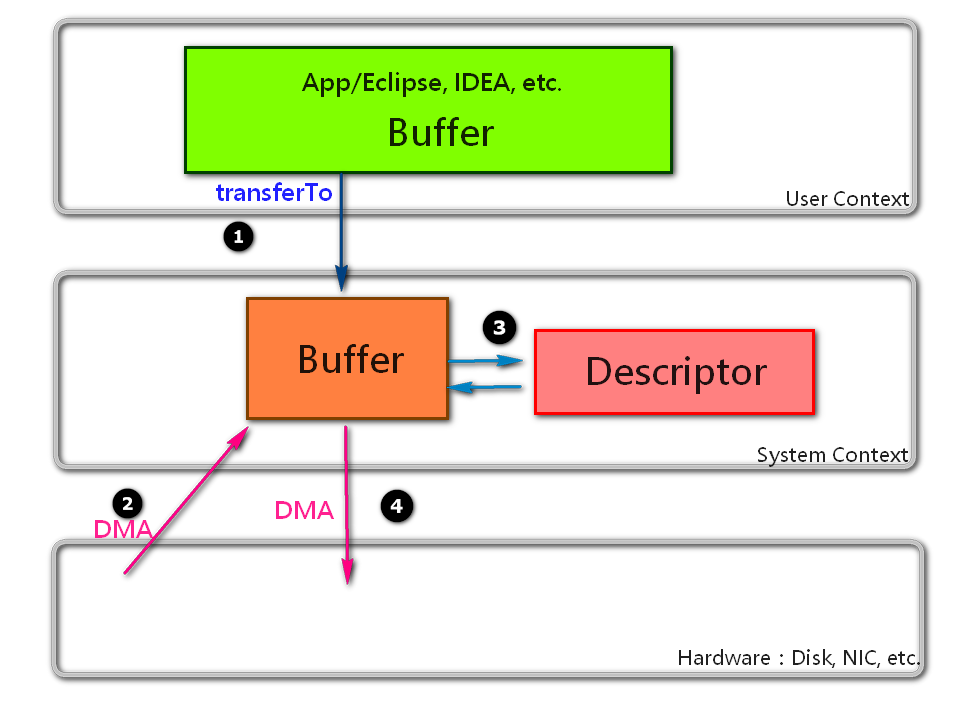 App/Eclipse, IDEA, etc.
Buffer
transferTo
User Context
1
Buffer
3
Descriptor
System Context
2
DMA
DMA
4
Hardware：Disk, NIC, etc.